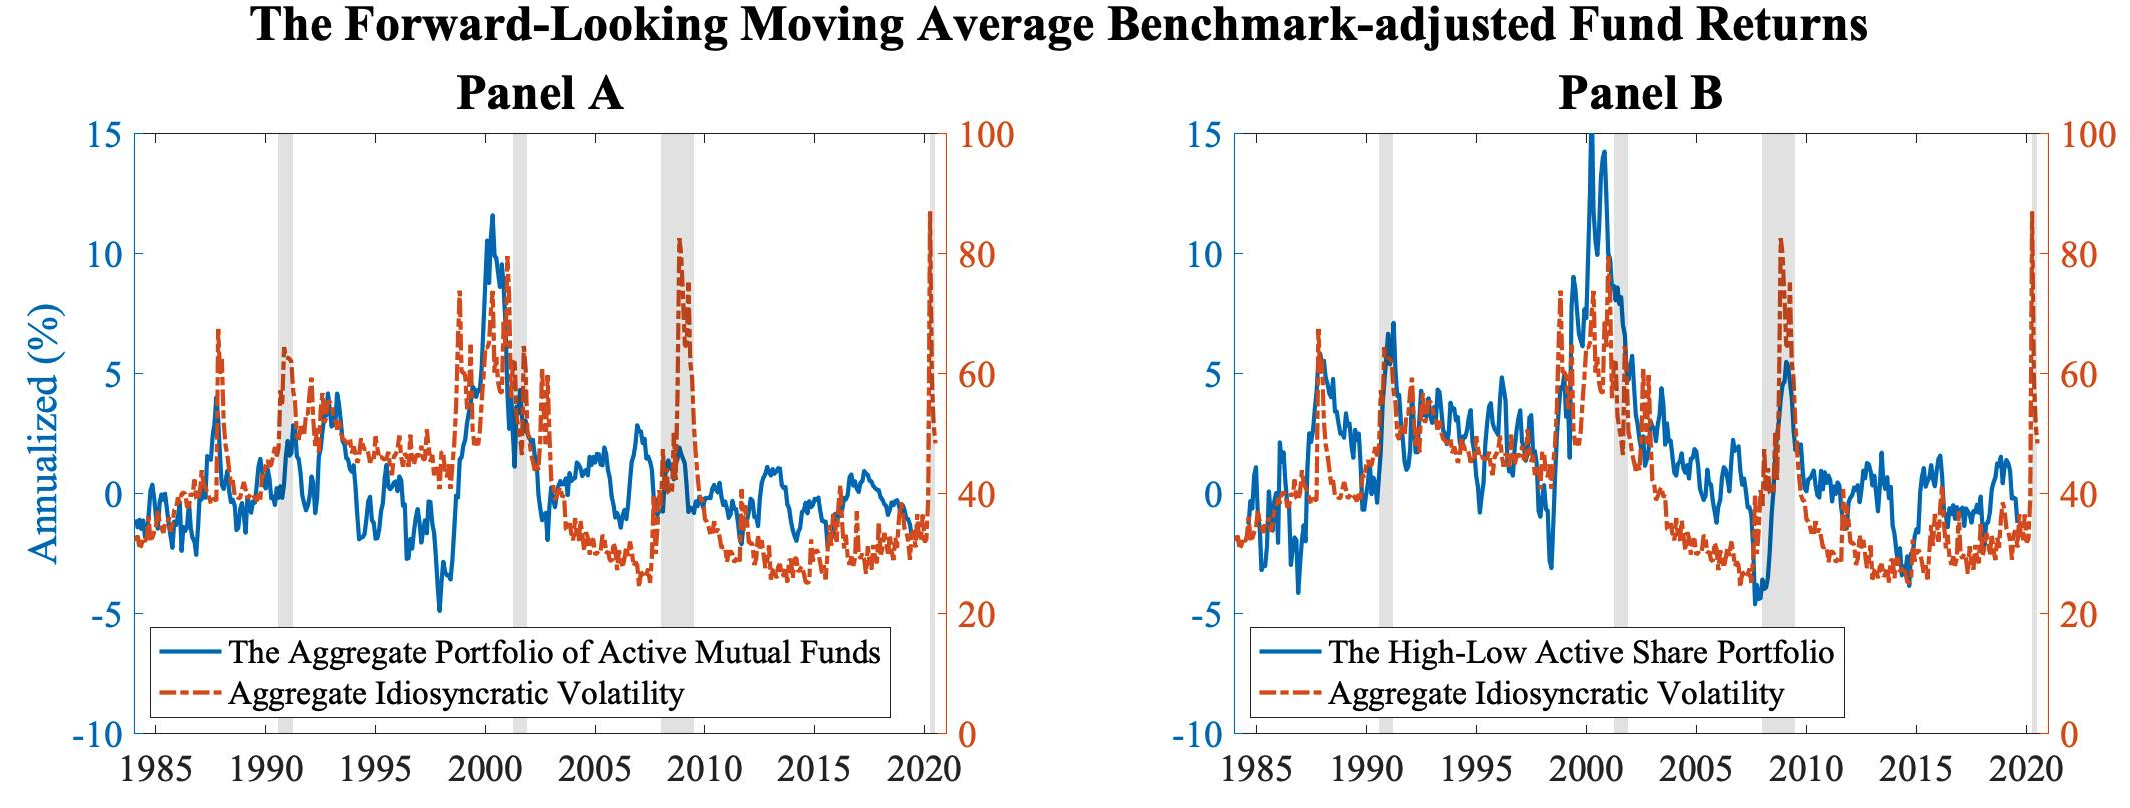 The Forward-Looking Moving Average Benchmark-adjusted Fund Returns
Panel A
Annualized (%)
15
10
5
0
-5
-10
100
80
60
40
20
0
The Aggregate Portfolio of Active Mutual Funds
Aggregate Idiosyncratic Volatility
1985 1990 1995 2000 2005 2010 2015 2020
Panel B
15
10
5
0
-5
-10
100
80
60
40
20
0
The High-Low Active Share Portfolio
Aggregate Idiosyncratic Volatility
1985 1990 1995 2000 2005 2010 2015 2020